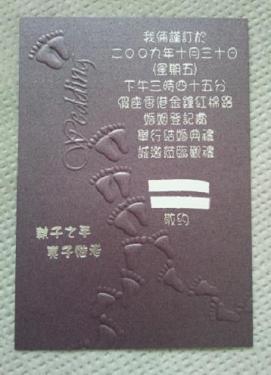 Wedding
我倆謹訂於
二００九年十月三十日
(星期五)
下午三時四十五分
假座香港金鐘紅棉路
婚姻登記處
舉行結婚典禮
誠邀蒞臨觀禮
敬約
執子之手
與子偕老